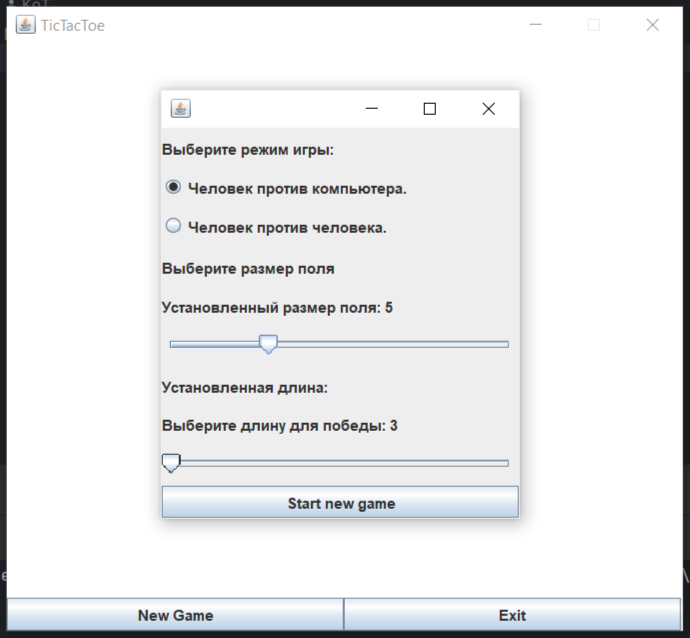 КоТ
TicTacToe
Выберите режим игры:
Человек против компьютера.
Человек против человека.
Выберите размер поля
Установленный размер поля: 5
Установленная длина:
Выберите длину для победы: 3
Start new game
New Game
Exit